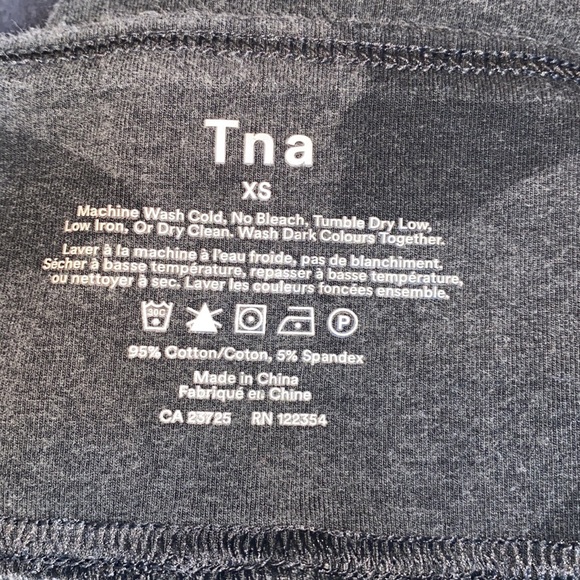 Tna
XS
Machine Wash Cold, No Bleach. Tumble Dry Low,
Low Iron, Or Dry Clean. Wash Dark Colours Together.
Laver à la machine à l'eau froide, pas de blanchiment.
Sécher à basse température, repasser à basse température,
ou nettoyer à sec. Laver les couleurs foncées ensemble.
30C P
95% Cotton/Coton, 5% Spandex
Made in China
Fabriqué en Chine
CA 23725 RN 122354